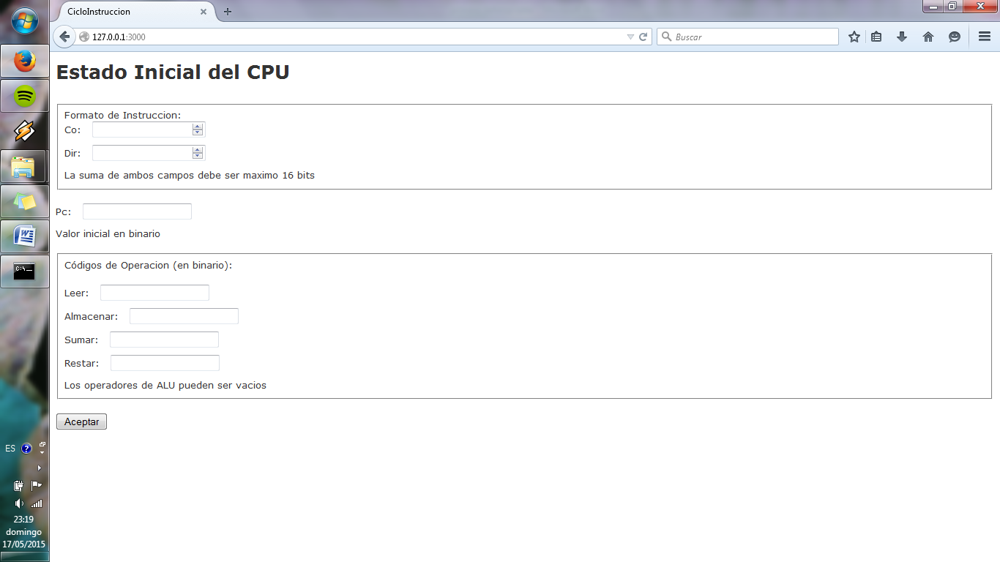 CicloInstruccion
127.0.0.1:3000
Buscar
Estado Inicial del CPU
Formato de Instruccion:
Co:
Dir:
La suma de ambos campos debe ser maximo 16 bits
Pc:
Valor inicial en binario
Códigos de Operacion (en binario):
Leer:
Almacenar:
Sumar:
Restar:
Los operadores de ALU pueden ser vacios
Aceptar
ES
23:19
domingo
17/05/2015